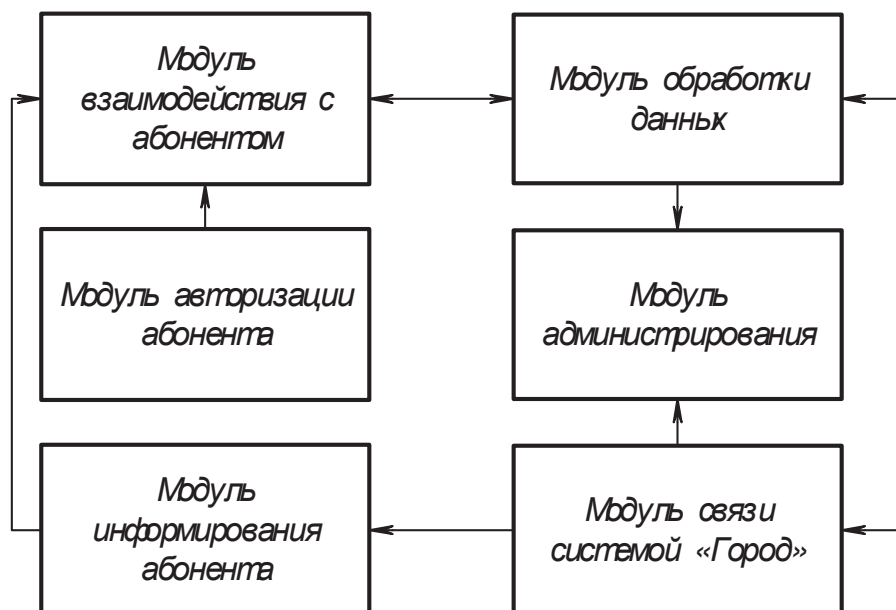 Модуль
взаимодействия с
абонентом
Модуль обработки
данных
Модуль авторизации
абонента
Модуль
администрирования
Модуль
информирования
абонента
Модуль связи
системой «Город»